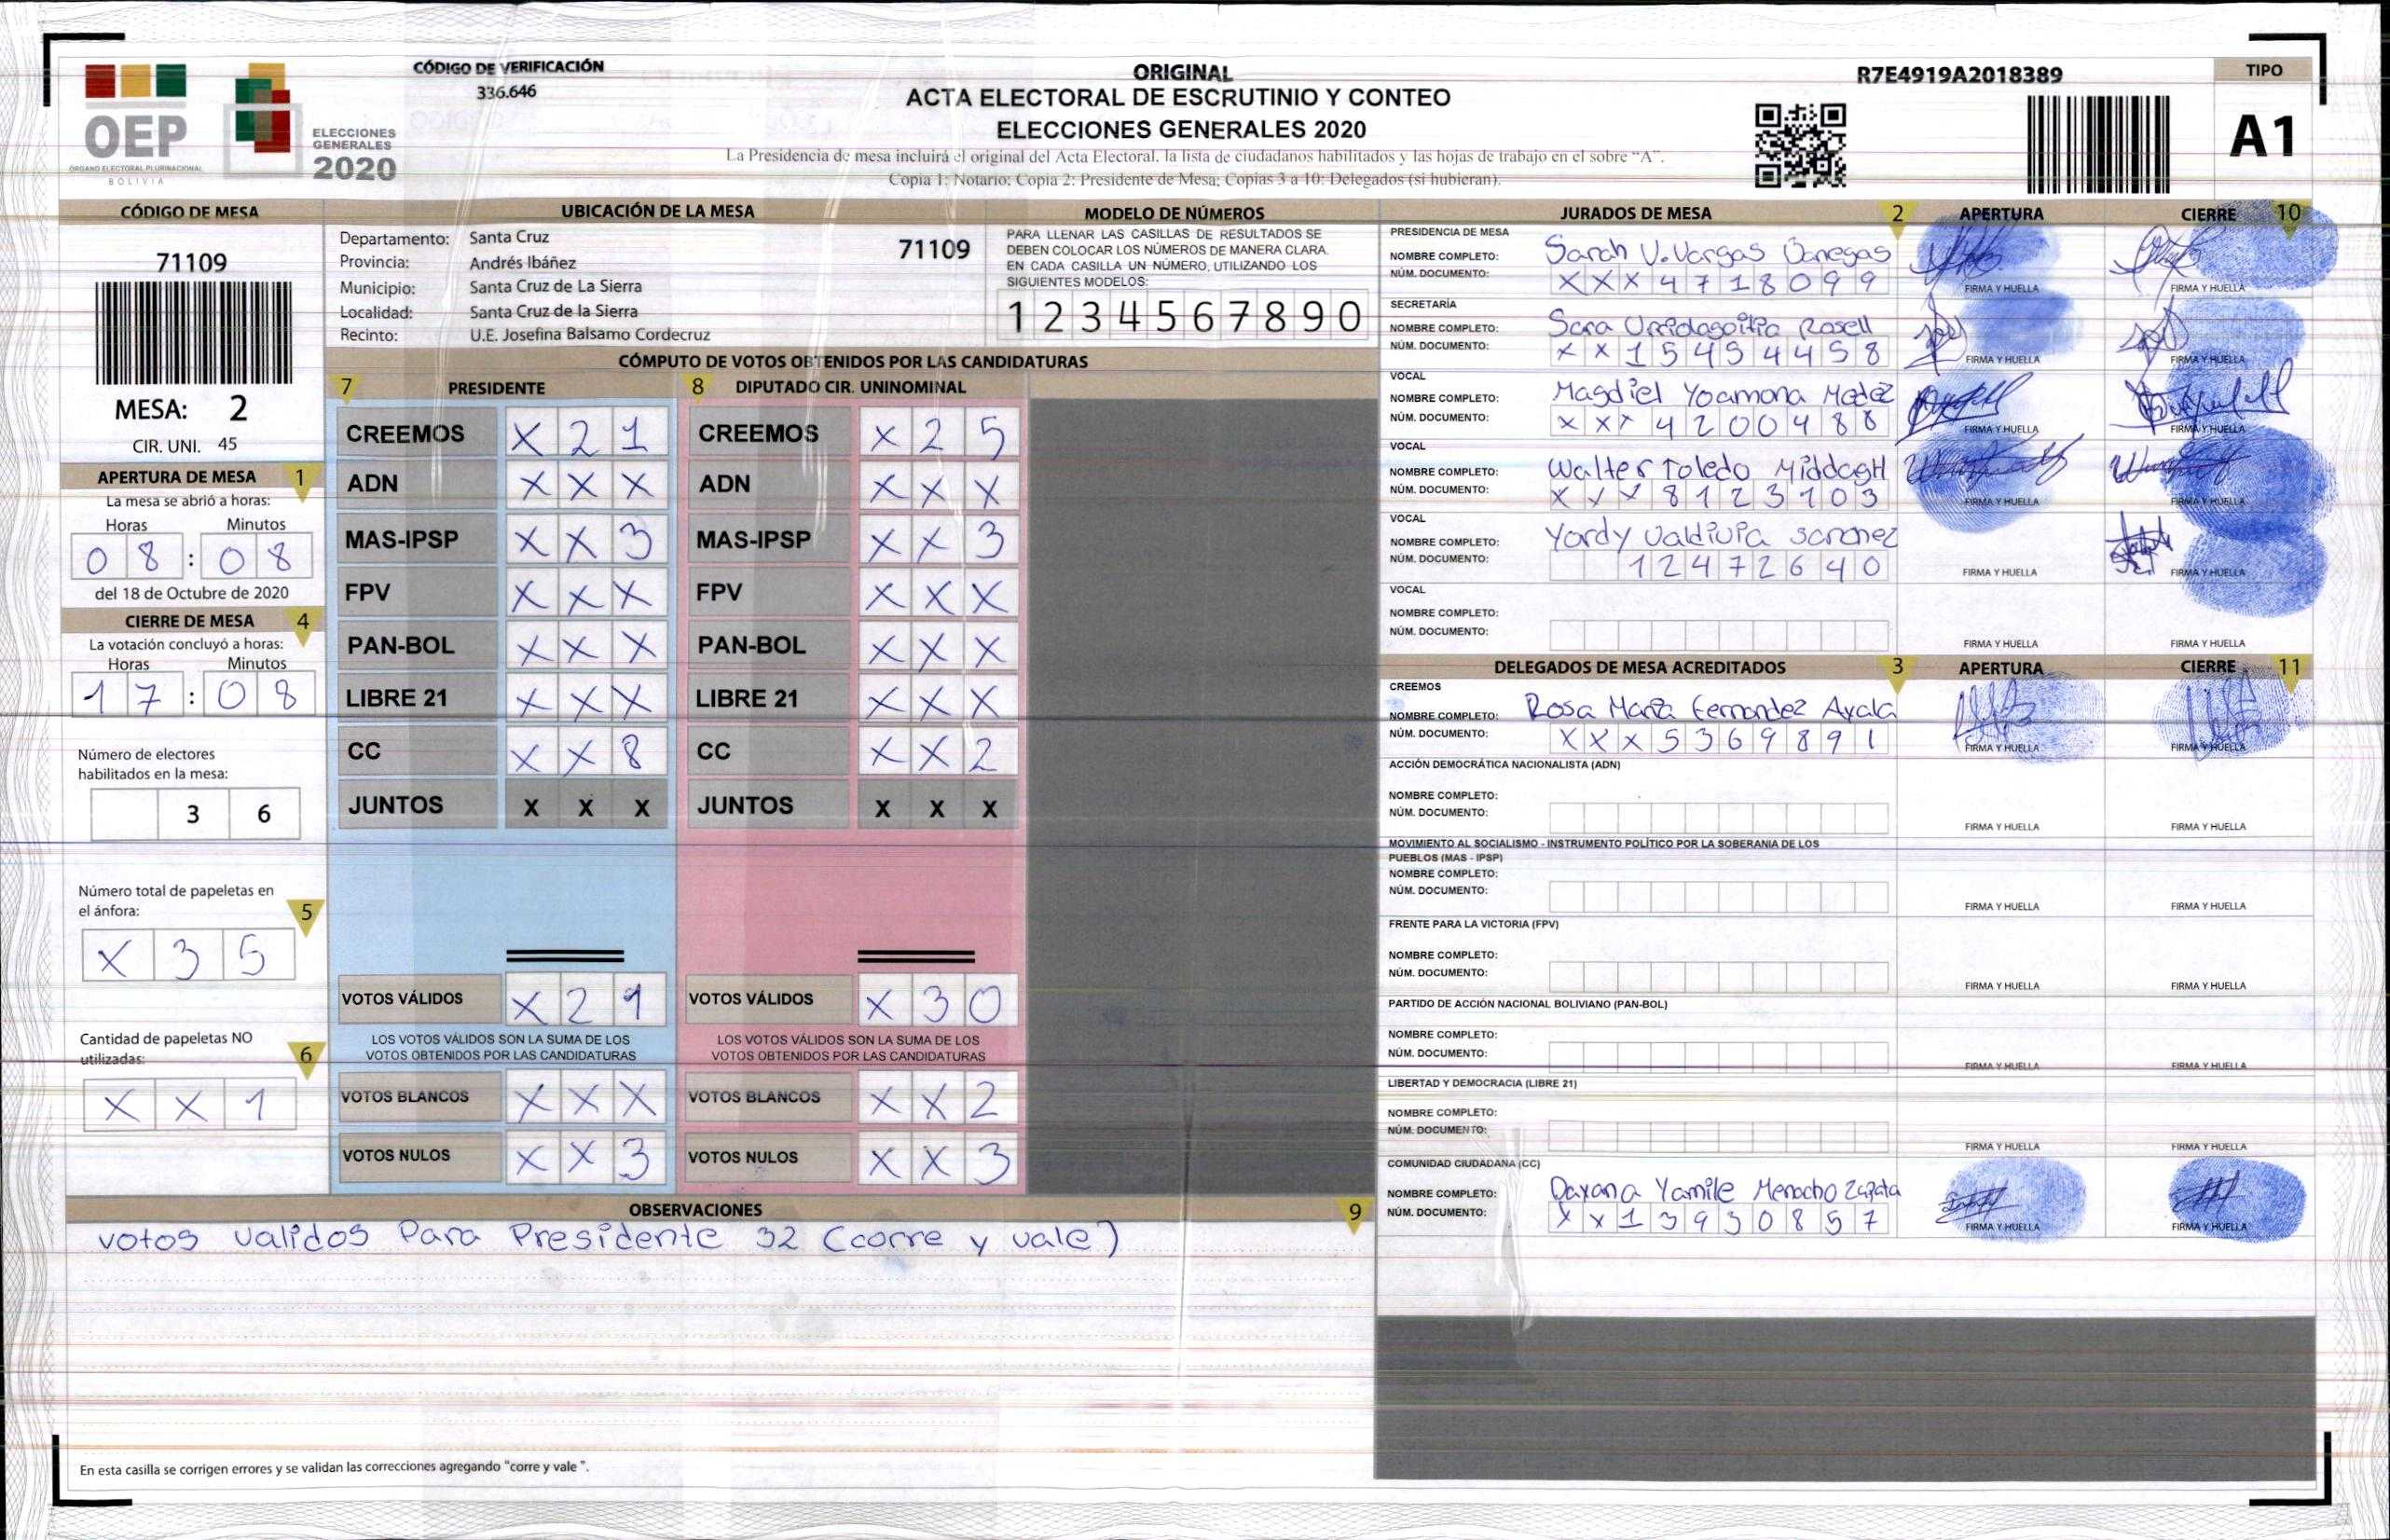 OEP
ÓRGANO ELECTORAL PLURINACIONAL
BOLIVIA
ELECCIONES
GENERALES
2020
CÓDIGO DE VERIFICACIÓN
336.646
ORIGINAL
ACTA ELECTORAL DE ESCRUTINIO Y CONTEO
ELECCIONES GENERALES 2020
La Presidencia de mesa incluirá el original del Acta Electoral, la lista de ciudadanos habilitados y las hojas de trabajo en el sobre "A".
Copia 1: Notario; Copia 2: Presidente de Mesa; Copias 3 a 10: Delegados (si hubieran).
R7E4919A2018389
TIPO
A1
CÓDIGO DE MESA
71109
MESA: 2
CIR. UNI. 45
APERTURA DE MESA 1
La mesa se abrió a horas:
Horas Minutos
0 8 : 0 8
del 18 de Octubre de 2020
CIERRE DE MESA 4
La votación concluyó a horas:
Horas Minutos
1 7 : 0 8
Número de electores
habilitados en la mesa:
3 6
Número total de papeletas en
el ánfora: 5
X 3 5
Cantidad de papeletas NO
utilizadas: 6
X X 1
UBICACIÓN DE LA MESA
Departamento: Santa Cruz 71109
Provincia: Andrés Ibáñez
Municipio: Santa Cruz de La Sierra
Localidad: Santa Cruz de la Sierra
Recinto: U.E. Josefina Balsamo Cordecruz
MODELO DE NÚMEROS
PARA LLENAR LAS CASILLAS DE RESULTADOS SE
DEBEN COLOCAR LOS NÚMEROS DE MANERA CLARA.
EN CADA CASILLA UN NÚMERO, UTILIZANDO LOS
SIGUIENTES MODELOS:
1 2 3 4 5 6 7 8 9 0
CÓMPUTO DE VOTOS OBTENIDOS POR LAS CANDIDATURAS
7 PRESIDENTE 8 DIPUTADO CIR. UNINOMINAL
CREEMOS X 2 1 CREEMOS X 2 5
ADN X X X ADN X X X
MAS-IPSP X X 3 MAS-IPSP X X 3
FPV X X X FPV X X X
PAN-BOL X X X PAN-BOL X X X
LIBRE 21 X X X LIBRE 21 X X X
CC X X 8 CC X X 2
JUNTOS X X X JUNTOS X X X
VOTOS VÁLIDOS X 2 9 VOTOS VÁLIDOS X 3 0
LOS VOTOS VÁLIDOS SON LA SUMA DE LOS LOS VOTOS VÁLIDOS SON LA SUMA DE LOS
VOTOS OBTENIDOS POR LAS CANDIDATURAS VOTOS OBTENIDOS POR LAS CANDIDATURAS
VOTOS BLANCOS X X X VOTOS BLANCOS X X 2
VOTOS NULOS X X 3 VOTOS NULOS X X 3
OBSERVACIONES 9
votos validos Para Presidente 32 (corre y vale)
En esta casilla se corrigen errores y se validan las correcciones agregando "corre y vale ".
JURADOS DE MESA 2 APERTURA CIERRE 10
PRESIDENCIA DE MESA
NOMBRE COMPLETO: Sarah V. Vargas Banegas
NÚM. DOCUMENTO: X X X 4 7 1 8 0 9 9 FIRMA Y HUELLA FIRMA Y HUELLA
SECRETARÍA
NOMBRE COMPLETO: Sara Rosell
NÚM. DOCUMENTO: X X 1 5 4 9 4 4 5 8 FIRMA Y HUELLA FIRMA Y HUELLA
VOCAL
NOMBRE COMPLETO: Magdiel Yoamona
NÚM. DOCUMENTO: X X X 4 2 0 0 4 8 8 FIRMA Y HUELLA FIRMA Y HUELLA
VOCAL
NOMBRE COMPLETO: Walter Toledo
NÚM. DOCUMENTO: X X X 8 1 2 3 1 0 3 FIRMA Y HUELLA FIRMA Y HUELLA
VOCAL
NOMBRE COMPLETO: Yordy Valdivia Sanchez
NÚM. DOCUMENTO: 1 2 4 7 2 6 4 0 FIRMA Y HUELLA FIRMA Y HUELLA
VOCAL
NOMBRE COMPLETO:
NÚM. DOCUMENTO: FIRMA Y HUELLA FIRMA Y HUELLA
DELEGADOS DE MESA ACREDITADOS 3 APERTURA CIERRE 11
CREEMOS
NOMBRE COMPLETO: Rosa Maria Fernandez Ayala
NÚM. DOCUMENTO: X X X 5 3 6 9 8 9 1 FIRMA Y HUELLA FIRMA Y HUELLA
ACCIÓN DEMOCRÁTICA NACIONALISTA (ADN)
NOMBRE COMPLETO:
NÚM. DOCUMENTO: FIRMA Y HUELLA FIRMA Y HUELLA
MOVIMIENTO AL SOCIALISMO - INSTRUMENTO POLÍTICO POR LA SOBERANIA DE LOS
PUEBLOS (MAS - IPSP)
NOMBRE COMPLETO:
NÚM. DOCUMENTO: FIRMA Y HUELLA FIRMA Y HUELLA
FRENTE PARA LA VICTORIA (FPV)
NOMBRE COMPLETO:
NÚM. DOCUMENTO: FIRMA Y HUELLA FIRMA Y HUELLA
PARTIDO DE ACCIÓN NACIONAL BOLIVIANO (PAN-BOL)
NOMBRE COMPLETO:
NÚM. DOCUMENTO: FIRMA Y HUELLA FIRMA Y HUELLA
LIBERTAD Y DEMOCRACIA (LIBRE 21)
NOMBRE COMPLETO:
NÚM. DOCUMENTO: FIRMA Y HUELLA FIRMA Y HUELLA
COMUNIDAD CIUDADANA (CC)
NOMBRE COMPLETO: Dayana Yamile Menacho Zapata
NÚM. DOCUMENTO: X X 1 3 9 3 0 8 5 7 FIRMA Y HUELLA FIRMA Y HUELLA